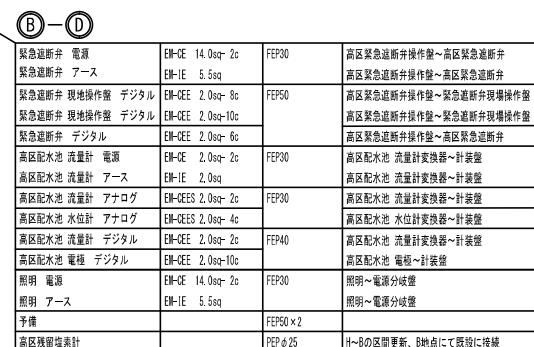 Ⓑ－Ⓓ
緊急遮断弁 電源 EM-CE 14.0sq- 2c FEP30 高区緊急遮断弁操作盤～高区緊急遮断弁
緊急遮断弁 アース EM-IE 5.5sq 高区緊急遮断弁操作盤～高区緊急遮断弁
緊急遮断弁 現地操作盤 デジタル EM-CEE 2.0sq- 8c FEP50 高区緊急遮断弁操作盤～緊急遮断弁現場操作盤
緊急遮断弁 現地操作盤 デジタル EM-CEE 2.0sq-10c 高区緊急遮断弁操作盤～緊急遮断弁現場操作盤
緊急遮断弁 デジタル EM-CEE 2.0sq- 6c 高区緊急遮断弁操作盤～高区緊急遮断弁
高区配水池 流量計 電源 EM-CE 2.0sq- 2c FEP30 高区配水池 流量計変換器～計装盤
高区配水池 流量計 アース EM-IE 2.0sq 高区配水池 流量計変換器～計装盤
高区配水池 流量計 アナログ EM-CEES 2.0sq- 2c FEP30 高区配水池 流量計変換器～計装盤
高区配水池 水位計 アナログ EM-CEES 2.0sq- 4c 高区配水池 水位計変換器～計装盤
高区配水池 流量計 デジタル EM-CEE 2.0sq- 2c FEP40 高区配水池 流量計変換器～計装盤
高区配水池 電極 デジタル EM-CEE 2.0sq-10c 高区配水池 電極～計装盤
照明 電源 EM-CE 14.0sq- 2c FEP30 照明～電源分岐盤
照明 アース EM-IE 5.5sq 照明～電源分岐盤
予備 FEP50×2
高区残留塩素計 PEPφ25 H～Bの区間更新、B地点にて既設に接続